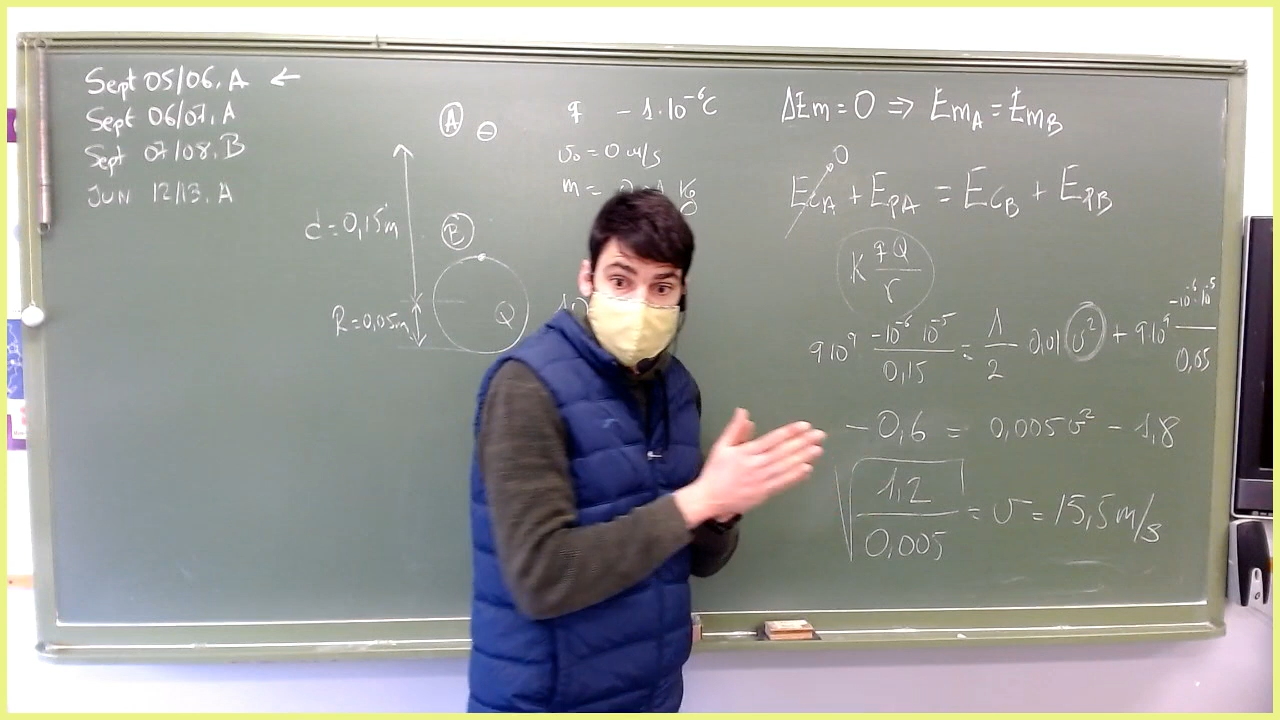 Sept 05/06, A ←
Sept 06/07, A
Sept 07/08, B
JUN 12/13, A
A ⊖
d = 0,15m
B
R = 0,05m
Q
q - 1·10⁻⁶C
v₀ = 0 m/s
m =
ΔEm = 0 ⇒ EmA = EmB
EcA + EpA = EcB + EpB
0
K qQ/r
9·10⁹ (-10⁻⁶ 10⁻⁵)/0,15 = 1/2 0,01 v² + 9·10⁹ (-10⁻⁶·10⁻⁵)/0,05
-0,6 = 0,005v² - 1,8
√(1,2/0,005) = v = 15,5m/s